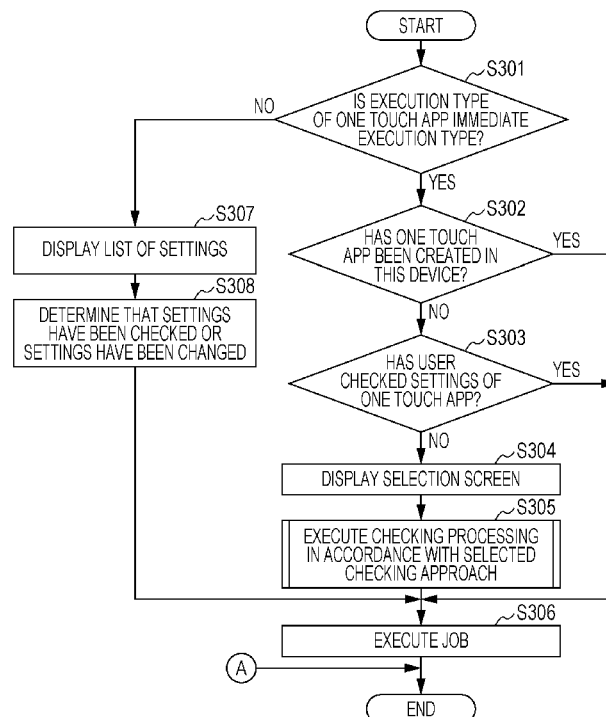 START
S301
IS EXECUTION TYPE
OF ONE TOUCH APP IMMEDIATE
EXECUTION TYPE?
NO
YES
S307
DISPLAY LIST OF SETTINGS
S308
DETERMINE THAT SETTINGS
HAVE BEEN CHECKED OR
SETTINGS HAVE BEEN CHANGED
S302
HAS ONE TOUCH
APP BEEN CREATED IN
THIS DEVICE?
YES
NO
S303
HAS USER
CHECKED SETTINGS OF
ONE TOUCH APP?
YES
NO
S304
DISPLAY SELECTION SCREEN
S305
EXECUTE CHECKING PROCESSING
IN ACCORDANCE WITH SELECTED
CHECKING APPROACH
S306
EXECUTE JOB
A
END